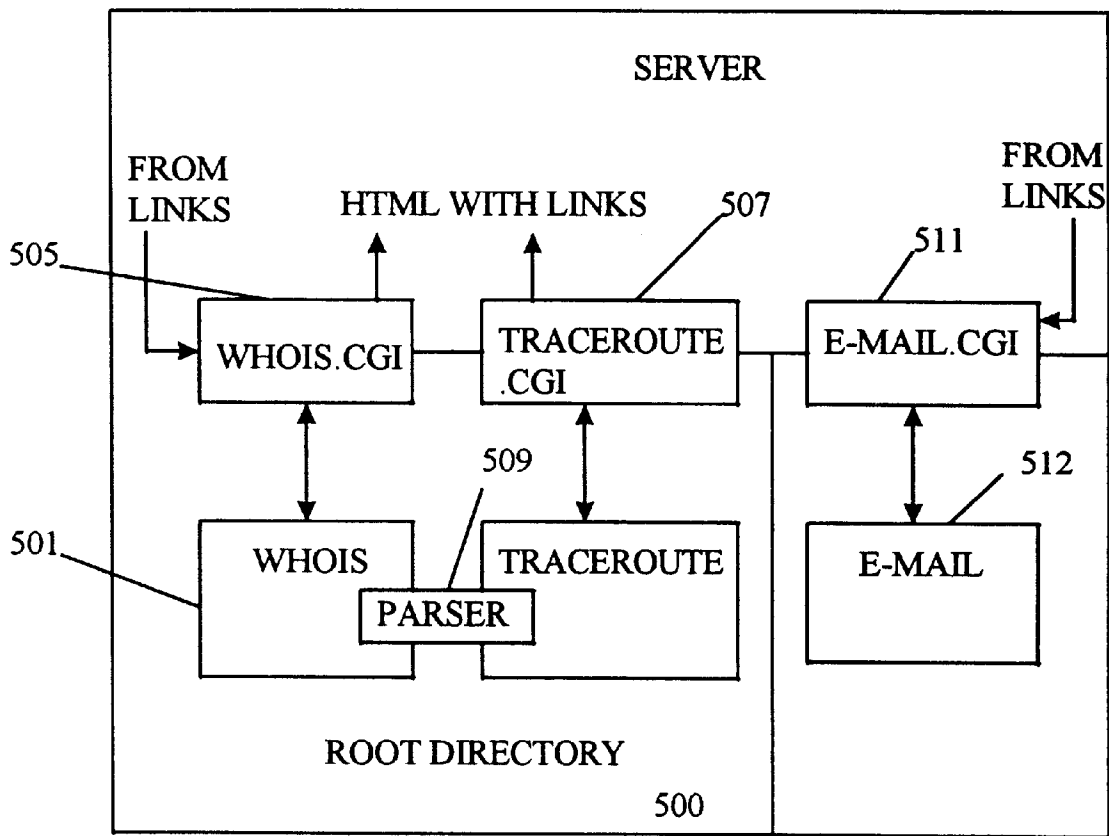 SERVER
FROM
LINKS
HTML WITH LINKS
507
FROM
LINKS
505
511
WHOIS.CGI
TRACEROUTE
.CGI
E-MAIL.CGI
509
512
501
WHOIS
TRACEROUTE
E-MAIL
PARSER
ROOT DIRECTORY
500